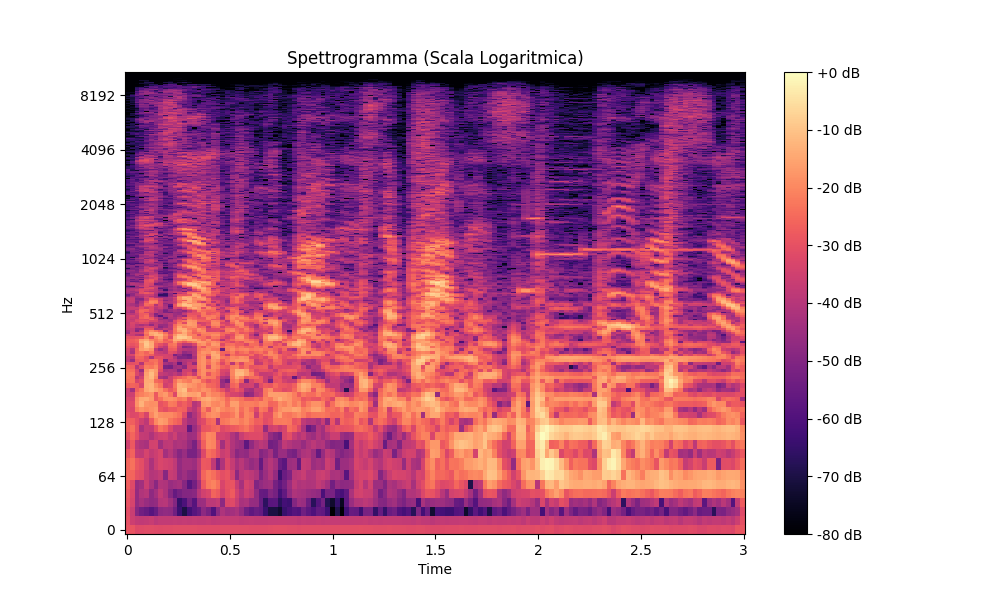 Spettrogramma (Scala Logaritmica)
Hz
8192
4096
2048
1024
512
256
128
64
0
0
0.5
1
1.5
2
2.5
3
Time
+0 dB
-10 dB
-20 dB
-30 dB
-40 dB
-50 dB
-60 dB
-70 dB
-80 dB